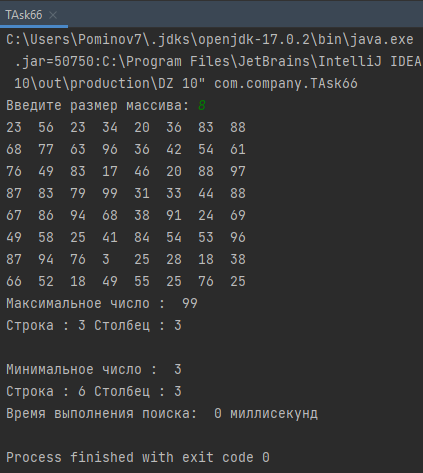 TAsk66
C:\Users\Pominov7\.jdks\openjdk-17.0.2\bin\java.exe
.jar=50750:C:\Program Files\JetBrains\IntelliJ IDEA
10\out\production\DZ 10" com.company.TAsk66
Введите размер массива: 8
23 56 23 34 20 36 83 88
68 77 63 96 36 42 54 61
76 49 83 17 46 20 88 97
87 83 79 99 31 33 44 88
67 86 94 68 38 91 24 69
49 58 25 41 84 54 53 96
87 94 76 3 25 28 18 38
66 52 18 49 55 25 76 25
Максимальное число : 99
Строка : 3 Столбец : 3
Минимальное число : 3
Строка : 6 Столбец : 3
Время выполнения поиска: 0 миллисекунд
Process finished with exit code 0